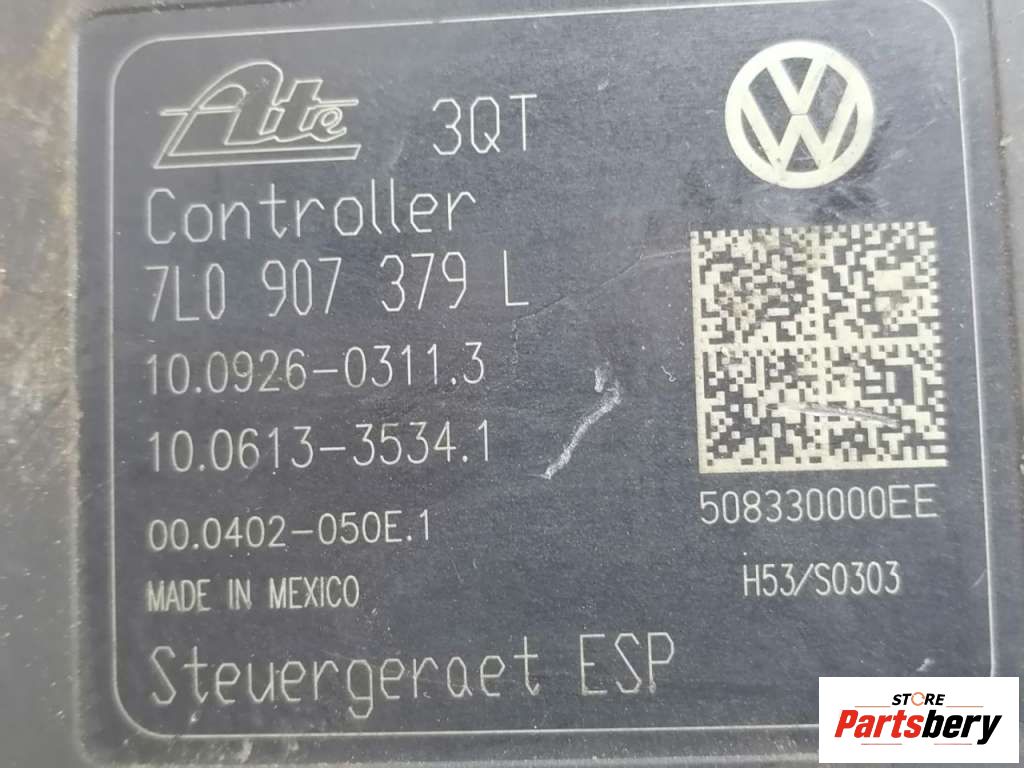 Ate 3QT
Controller
7L0 907 379 L
10.0926-0311.3
10.0613-3534.1
508330000EE
00.0402-050E.1
H53/S0303
MADE IN MEXICO
Steuergeraet ESP
STORE
Partsbery